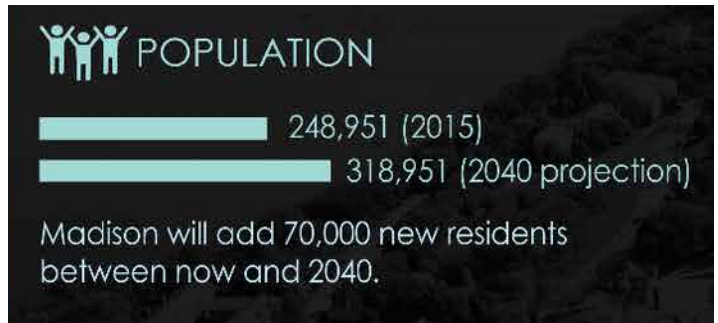 POPULATION
248,951 (2015)
318,951 (2040 projection)
Madison will add 70,000 new residents
between now and 2040.